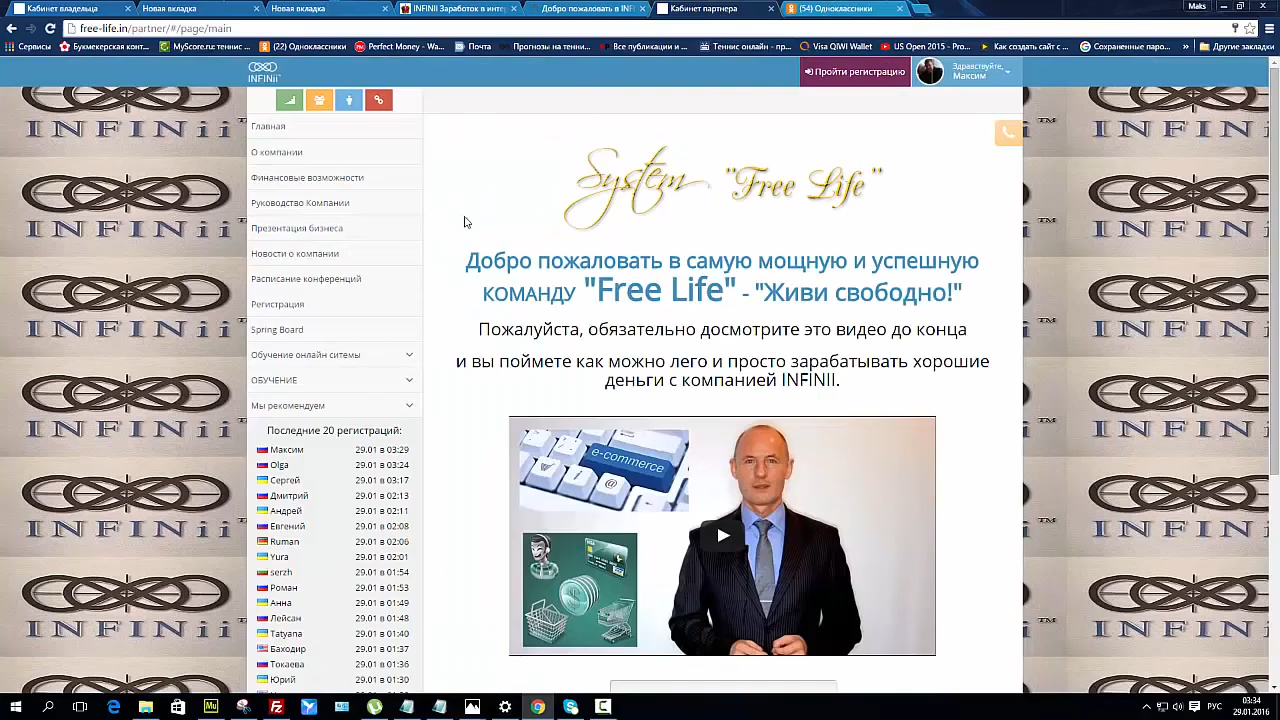 Кабинет владельца
Новая вкладка
Новая вкладка
INFINII Заработок в инте
Добро пожаловать в INFI
Кабинет партнера
(54) Одноклассники
Maks
free-life.in/partner/#/page/main
Сервисы
Букмекерская конт...
MyScore.ru: теннис ...
(22) Одноклассники
Perfect Money - Wa...
Почта
Прогнозы на тенни...
Все публикации и ...
Теннис онлайн - пр...
Visa QIWI Wallet
US Open 2015 - Pro...
Как создать сайт с ...
Сохраненные паро...
»
Другие закладки
INFINii
Пройти регистрацию
Здравствуйте,
Максим
Главная
О компании
Финансовые возможности
Руководство Компании
Презентация бизнеса
Новости о компании
Расписание конференций
Регистрация
Spring Board
Обучение онлайн ситемы
ОБУЧЕНИЕ
Мы рекомендуем
Последние 20 регистраций:
Максим 29.01 в 03:29
Olga 29.01 в 03:24
Сергей 29.01 в 03:17
Дмитрий 29.01 в 02:13
Андрей 29.01 в 02:11
Евгений 29.01 в 02:08
Ruman 29.01 в 02:06
Yura 29.01 в 02:01
serzh 29.01 в 01:54
Роман 29.01 в 01:53
Анна 29.01 в 01:49
Лейсан 29.01 в 01:48
Tatyana 29.01 в 01:40
Баходир 29.01 в 01:37
Токаева 29.01 в 01:36
Юрий 29.01 в 01:30
System "Free Life"
Добро пожаловать в самую мощную и успешную
КОМАНДУ "Free Life" - "Живи свободно!"
Пожалуйста, обязательно досмотрите это видео до конца
и вы поймете как можно лего и просто зарабатывать хорошие
деньги с компанией INFINII.
e-commerce
VISA
INFINii™
INFINii™
INFINii™
INFINii™
INFINii™
INFINii™
РУС
03:34
29.01.2016